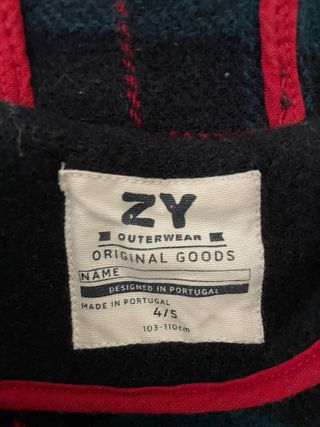 ZY
OUTERWEAR
ORIGINAL GOODS
NAME
DESIGNED IN PORTUGAL
MADE IN PORTUGAL
4/5
103-110cm